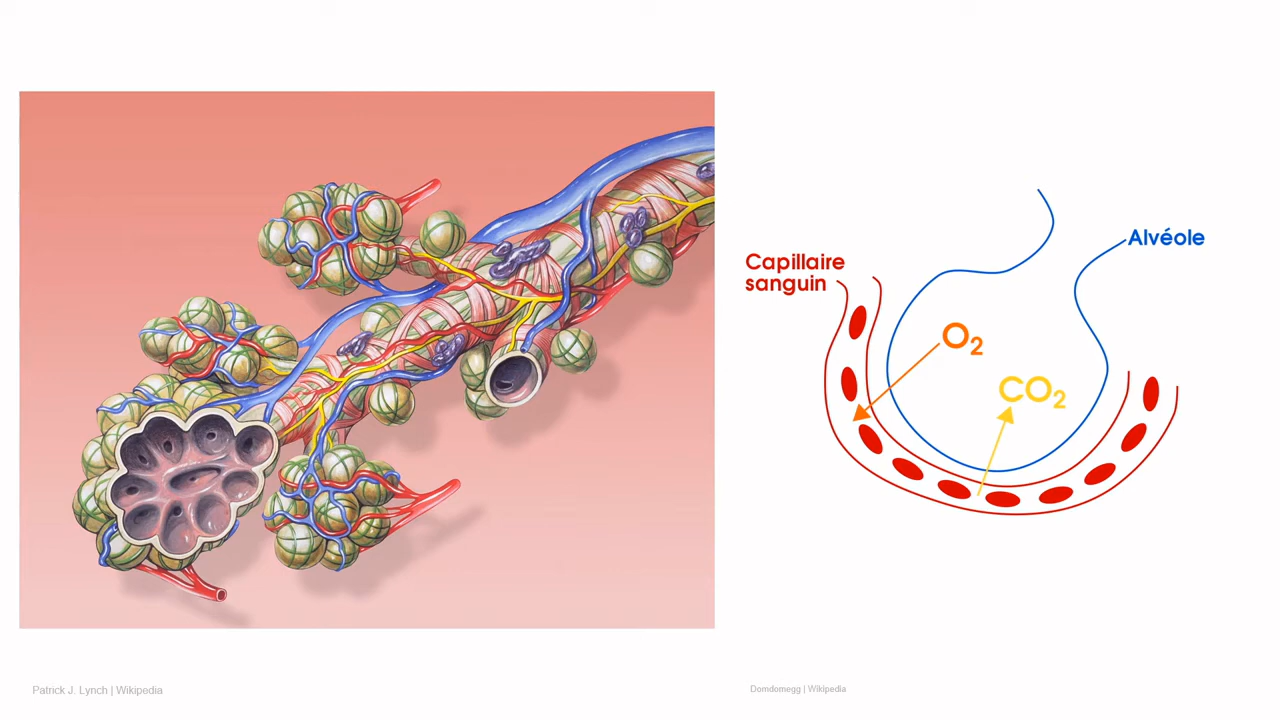 Capillaire
sanguin
Alvéole
O₂
CO₂
Patrick J. Lynch | Wikipedia
Domdomegg | Wikipedia